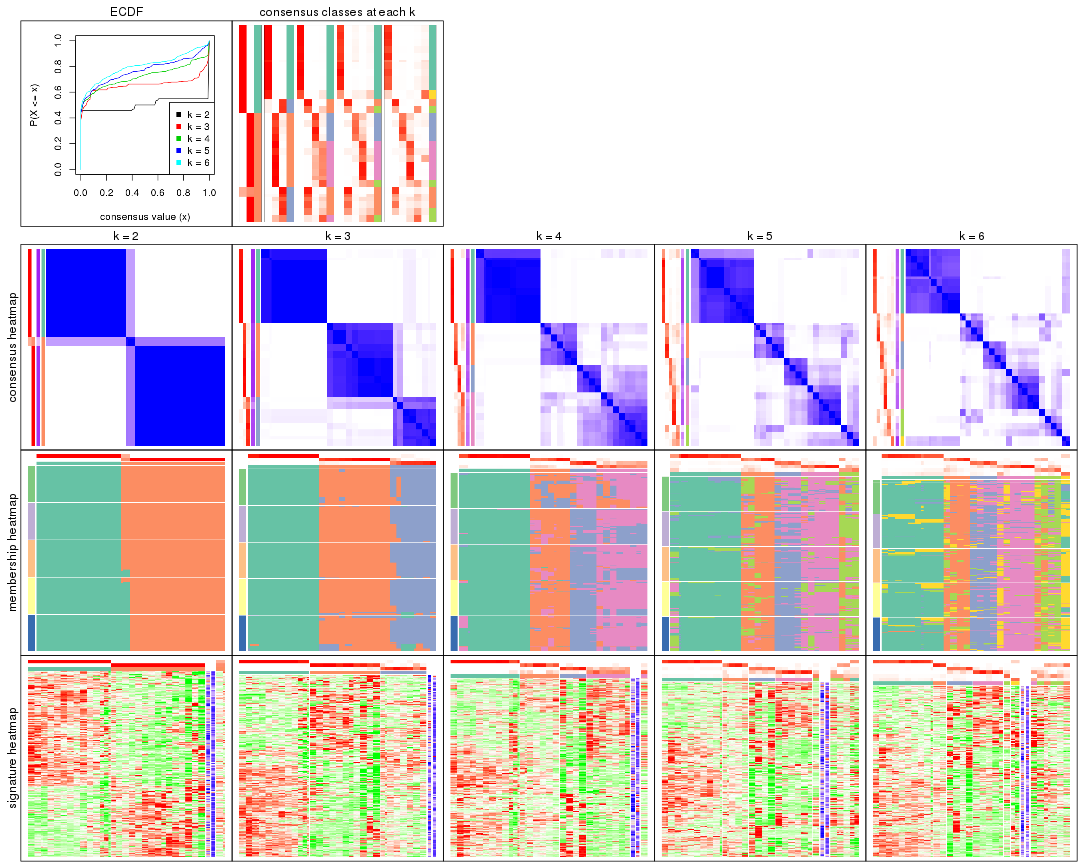 ECDF
consensus classes at each k
P(X <= x)
0.0 0.2 0.4 0.6 0.8 1.0
k = 2
k = 3
k = 4
k = 5
k = 6
0.0 0.2 0.4 0.6 0.8 1.0
consensus value (x)
k = 2
k = 3
k = 4
k = 5
k = 6
consensus heatmap
membership heatmap
signature heatmap